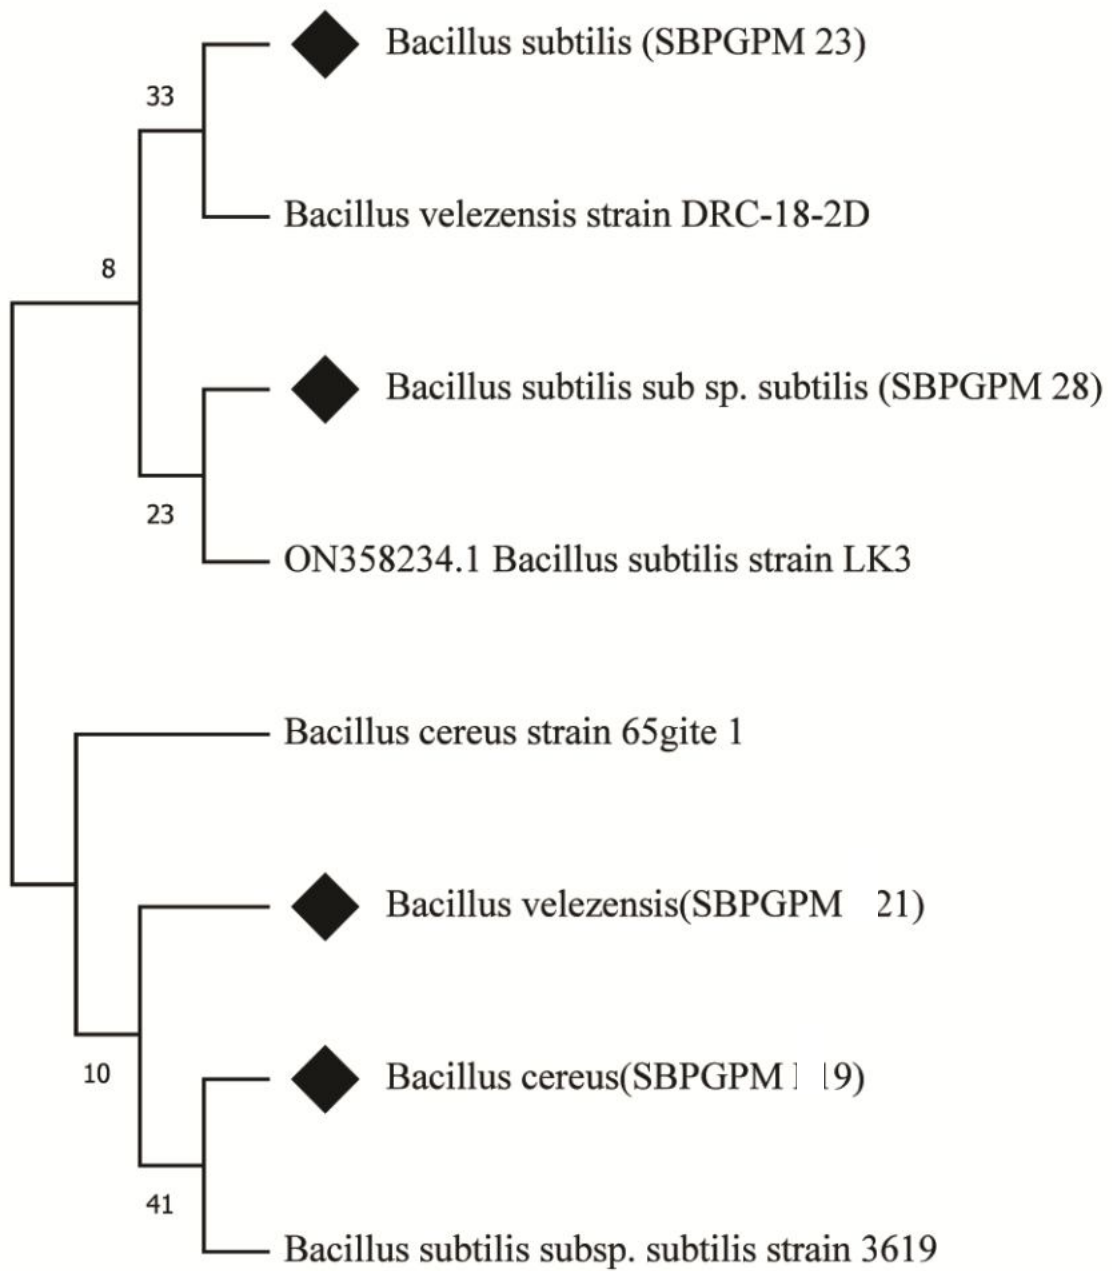 Bacillus subtilis (SBPGPM 23)
33
Bacillus velezensis strain DRC-18-2D
8
Bacillus subtilis sub sp. subtilis (SBPGPM 28)
23
ON358234.1 Bacillus subtilis strain LK3
Bacillus cereus strain 65gite 1
Bacillus velezensis(SBPGPM 21)
10
Bacillus cereus(SBPGPM
41
Bacillus subtilis subsp. subtilis strain 3619